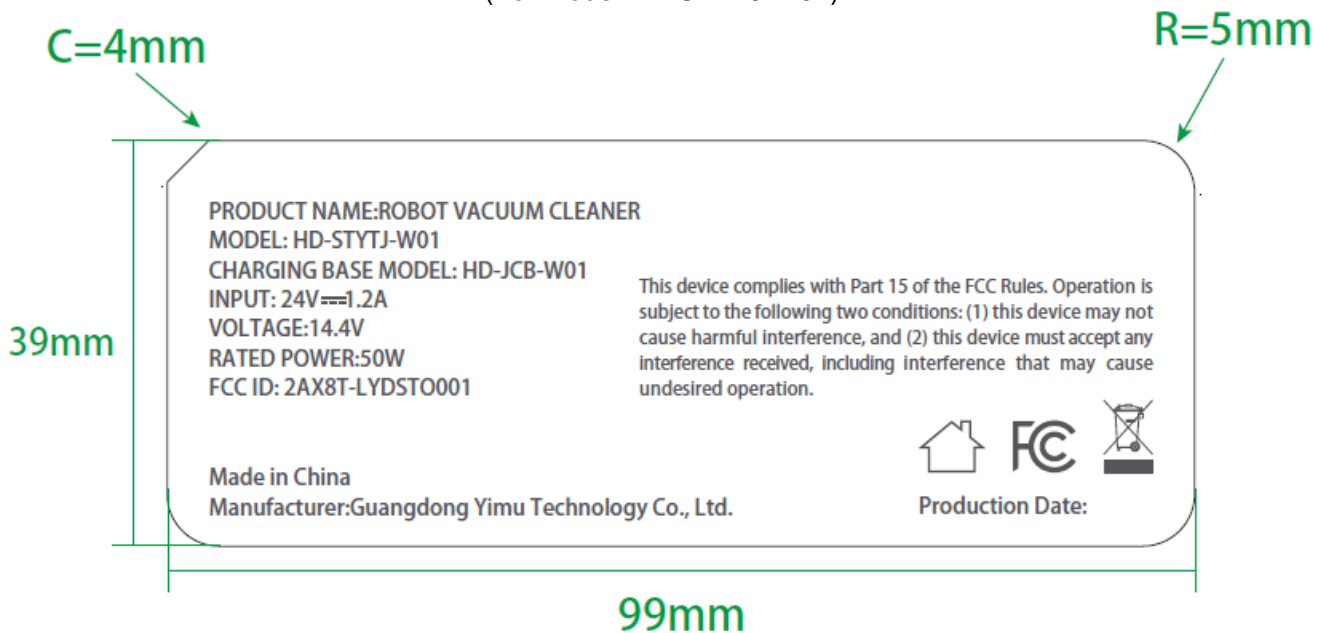 C=4mm
R=5mm
PRODUCT NAME:ROBOT VACUUM CLEANER
MODEL: HD-STYTJ-W01
CHARGING BASE MODEL: HD-JCB-W01
INPUT: 24V⎓1.2A
VOLTAGE:14.4V
RATED POWER:50W
FCC ID: 2AX8T-LYDSTO001
This device complies with Part 15 of the FCC Rules. Operation is
subject to the following two conditions: (1) this device may not
cause harmful interference, and (2) this device must accept any
interference received, including interference that may cause
undesired operation.
39mm
FC
Made in China
Manufacturer:Guangdong Yimu Technology Co., Ltd.
Production Date:
99mm